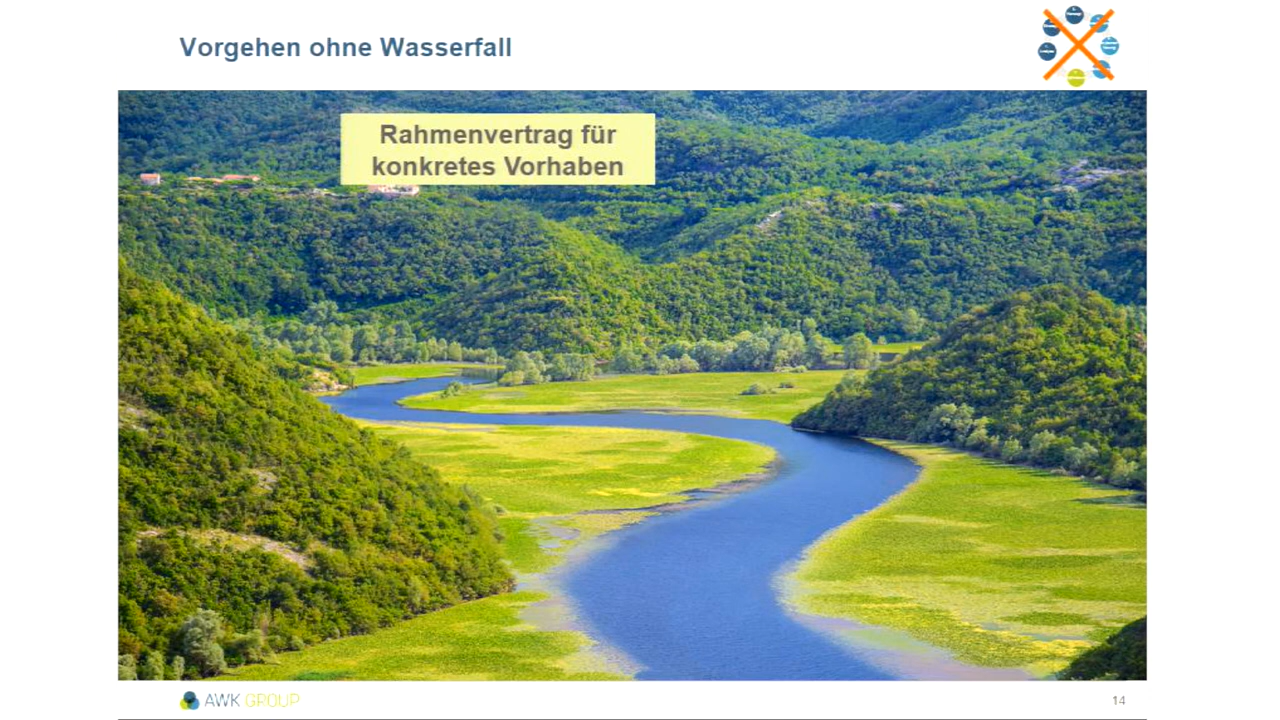 Vorgehen ohne Wasserfall
Rahmenvertrag für
konkretes Vorhaben
AWK GROUP
14